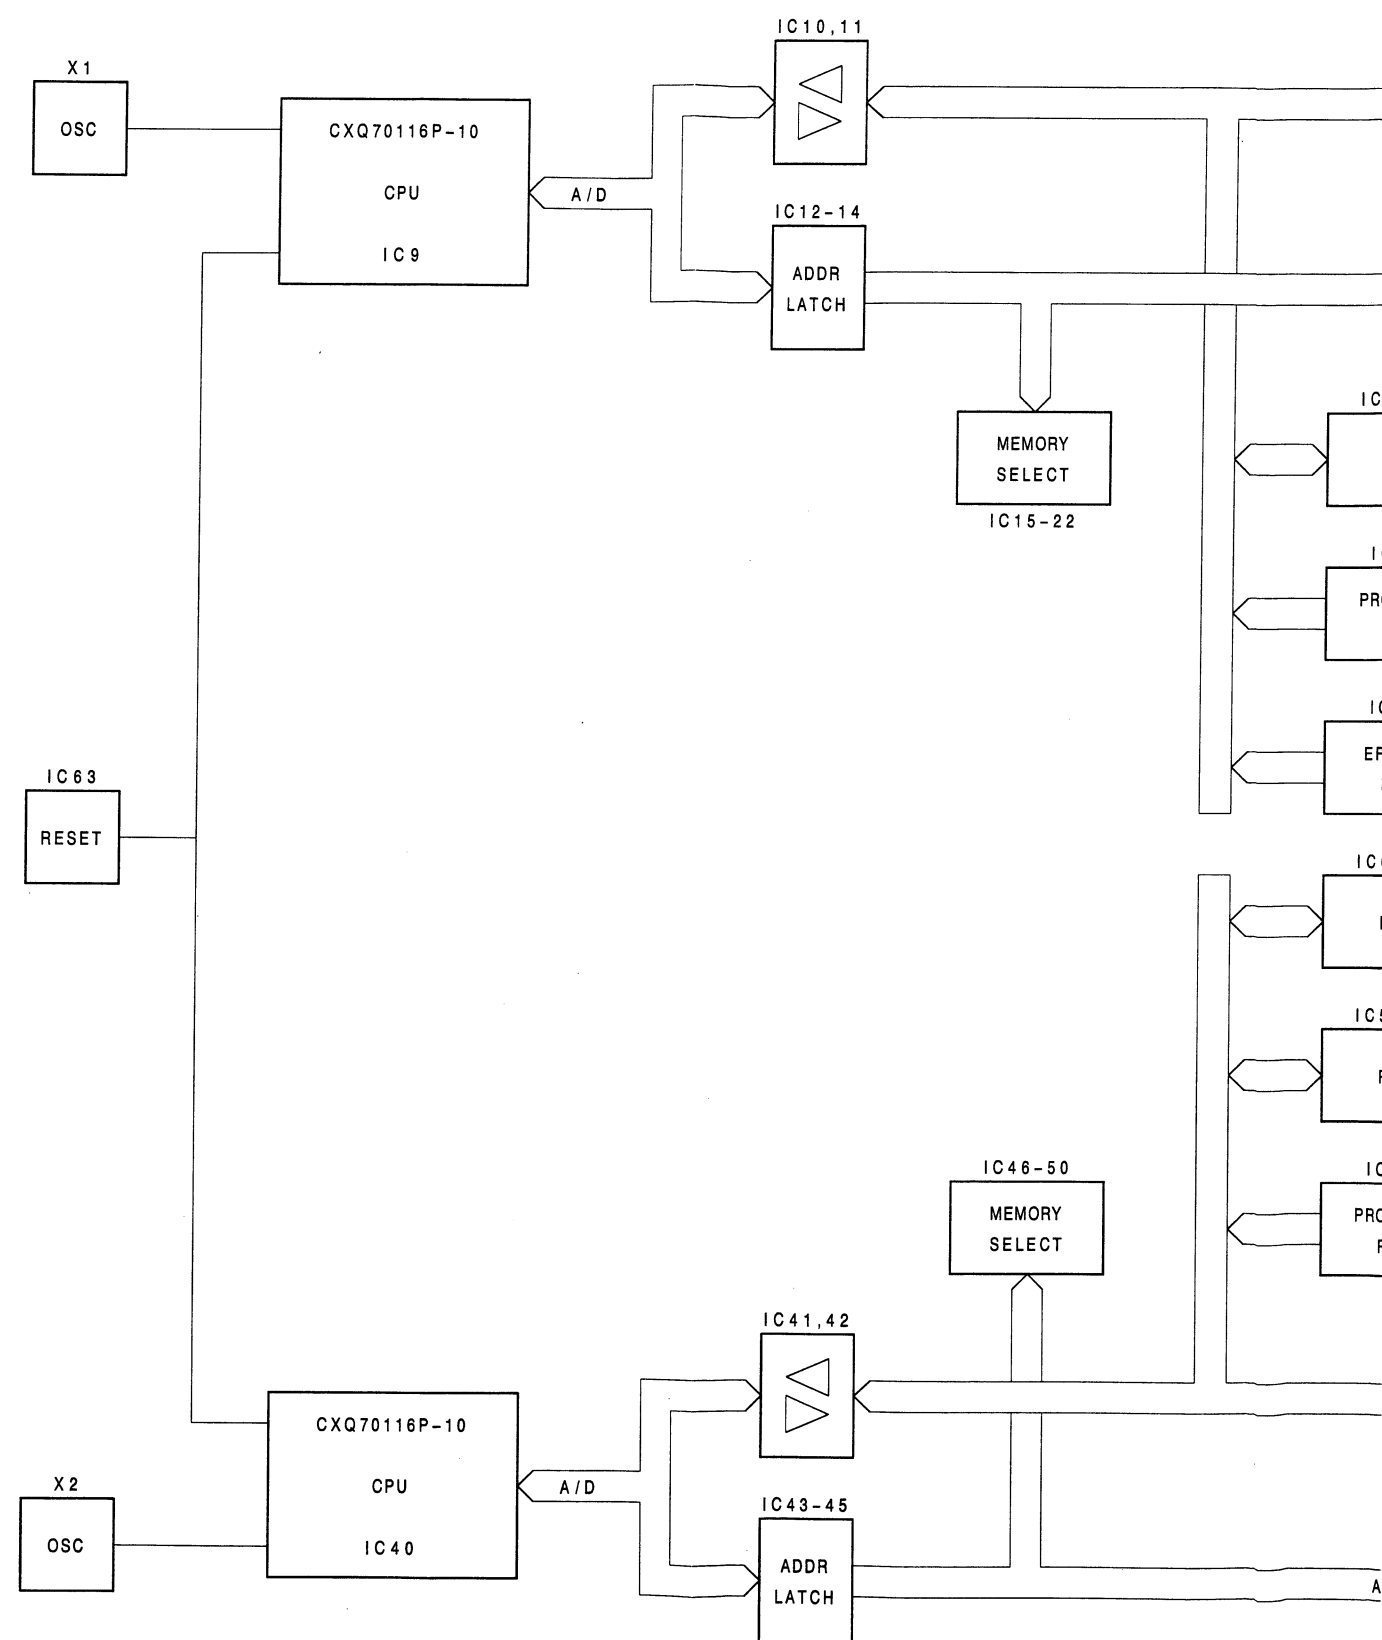 IC10,11
X1
OSC
CXQ70116P-10
CPU
IC9
A/D
IC12-14
ADDR
LATCH
MEMORY
SELECT
IC15-22
IC63
RESET
IC46-50
MEMORY
SELECT
IC41,42
CXQ70116P-10
CPU
IC40
A/D
X2
OSC
IC43-45
ADDR
LATCH